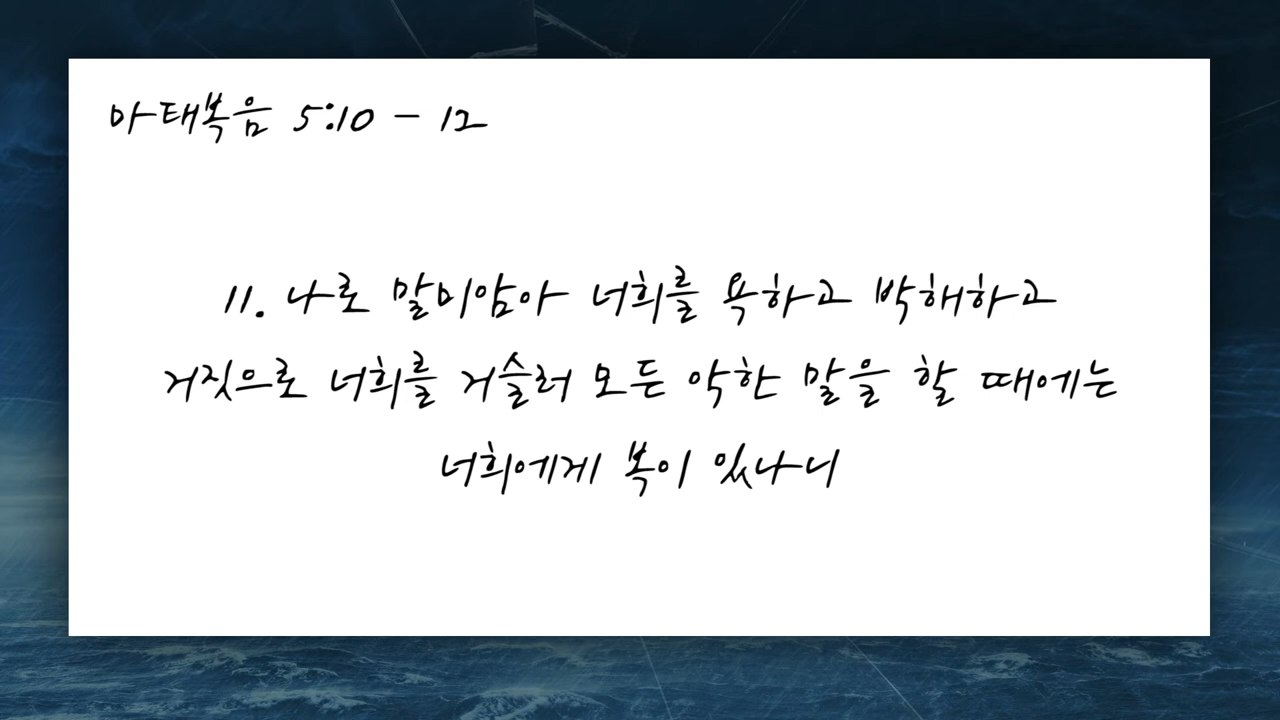 마태복음 5:10 - 12
11. 나로 말미암아 너희를 욕하고 박해하고
거짓으로 너희를 거슬러 모든 악한 말을 할 때에는
너희에게 복이 있나니